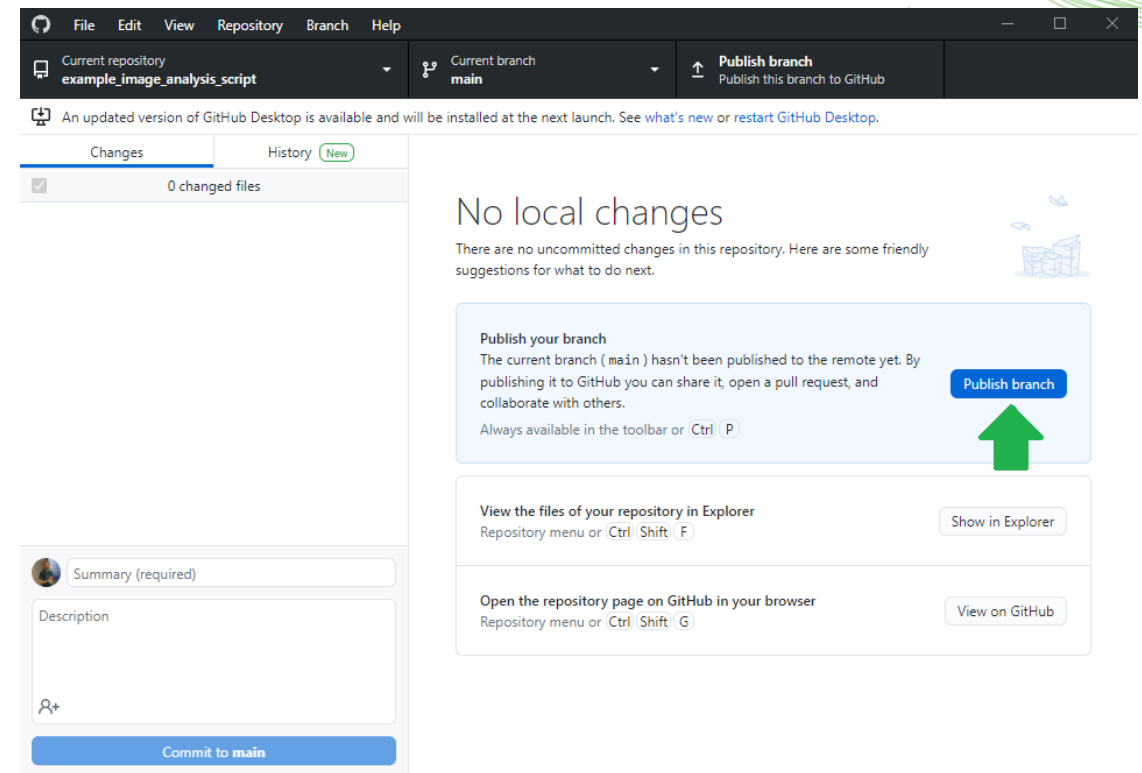 File Edit View Repository Branch Help
Current repository
example_image_analysis_script
Current branch
main
Publish branch
Publish this branch to GitHub
An updated version of GitHub Desktop is available and will be installed at the next launch. See what's new or restart GitHub Desktop.
Changes
History New
0 changed files
No local changes
There are no uncommitted changes in this repository. Here are some friendly
suggestions for what to do next.
Publish your branch
The current branch ( main ) hasn't been published to the remote yet. By
publishing it to GitHub you can share it, open a pull request, and
collaborate with others.
Always available in the toolbar or Ctrl P
Publish branch
View the files of your repository in Explorer
Repository menu or Ctrl Shift F
Show in Explorer
Open the repository page on GitHub in your browser
Repository menu or Ctrl Shift G
View on GitHub
Summary (required)
Description
Commit to main